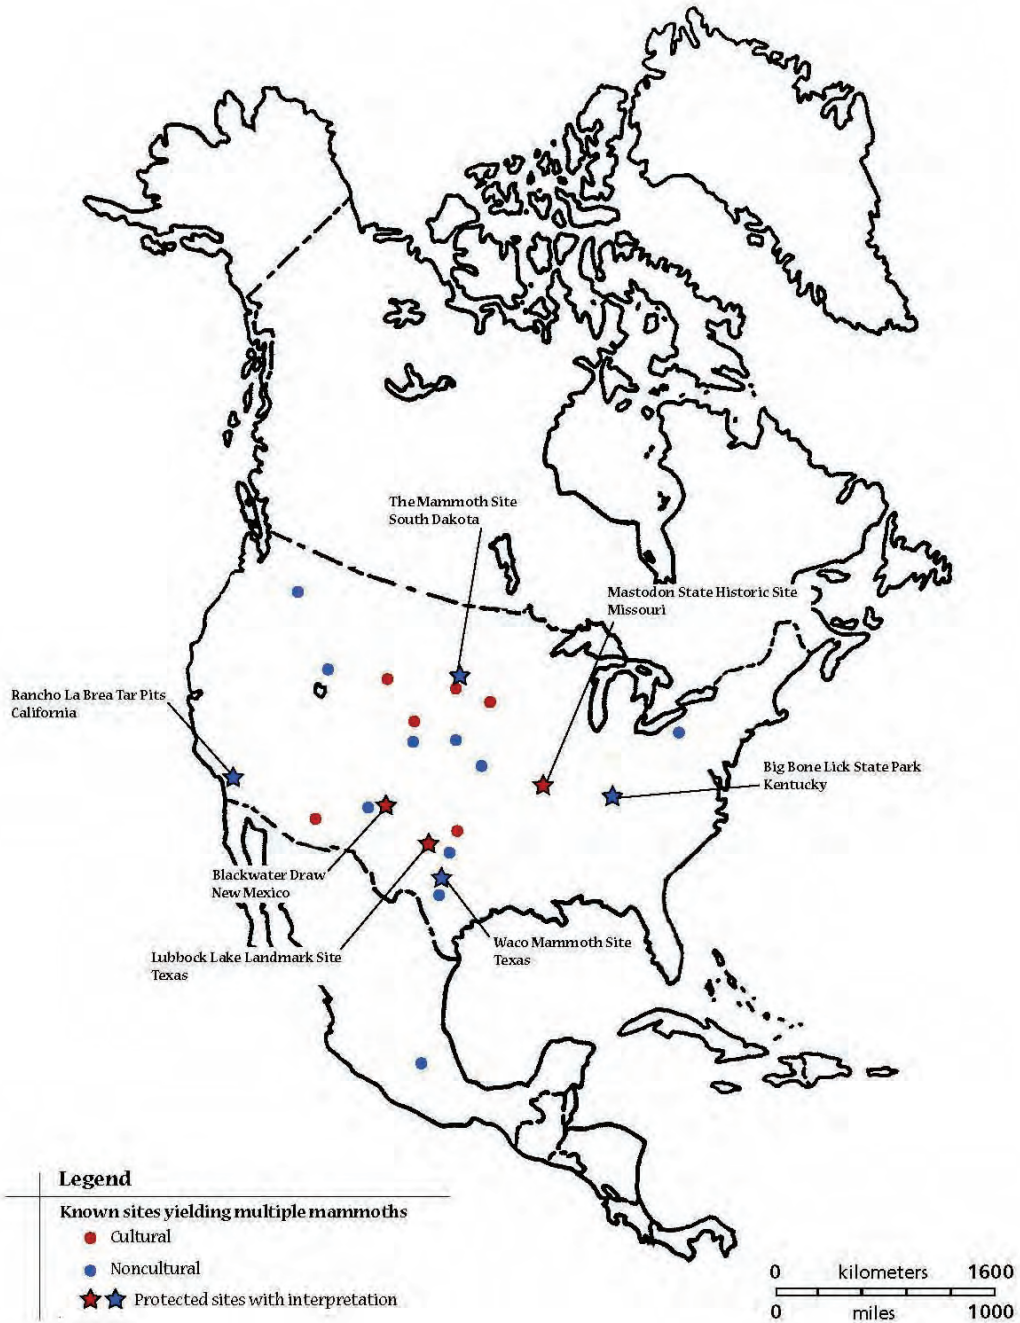 The Mammoth Site
South Dakota
Mastodon State Historic Site
Missouri
Rancho La Brea Tar Pits
California
Big Bone Lick State Park
Kentucky
Blackwater Draw
New Mexico
Waco Mammoth Site
Texas
Lubbock Lake Landmark Site
Texas
Legend
Known sites yielding multiple mammoths
Cultural
Noncultural
Protected sites with interpretation
0 kilometers 1600
0 miles 1000